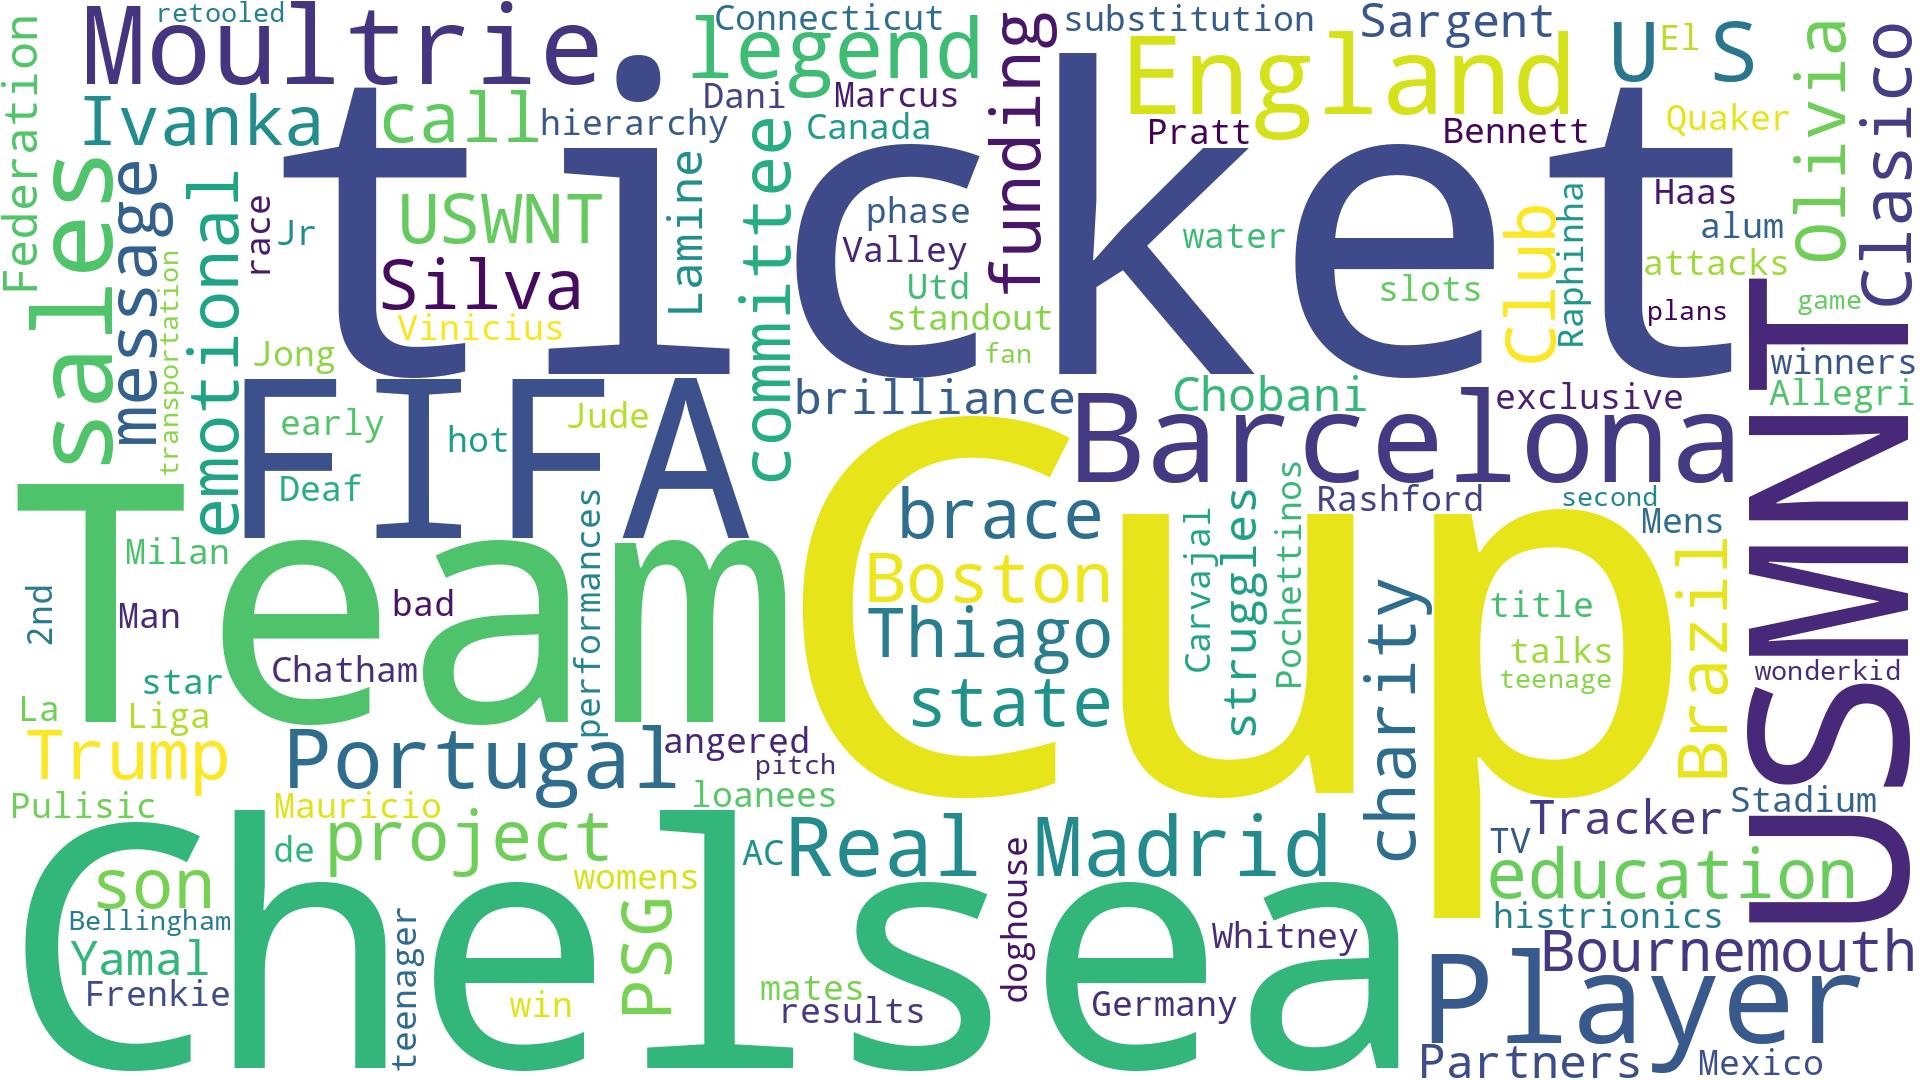 retooled
Connecticut
substitution
Sargent
Moultrie.
legend
funding
England
US
El
Olivia
Clasico
Federation
Ivanka
call
hierarchy
Dani
Marcus
Canada
Pratt
Bennett
Quaker
ticket
sales
message
emotional
race
Jr
USWNT
Lamine
committee
phase
Valley
water
Club
Raphinha
Haas
alum
attacks
transportation
Silva
Vinicius
Utd
standout
slots
plans
game
Jong
fan
winners
Allegri
FIFA
early
hot
Jude
brilliance
Chobani
exclusive
Barcelona
USMNT
Deaf
performances
brace
Carvajal
struggles
Pochettinos
Rashford
second
Mens
Team
Milan
2nd
Man
bad
Cup
Boston
Thiago
state
charity
title
talks
teenage
Brazil
wonderkid
Chatham
star
La
Liga
Trump
Portugal
angered
pitch
loanees
Pulisic
Mauricio
Stadium
Tracker
TV
project
de
AC
Real
Madrid
doghouse
education
son
womens
histrionics
Chelsea
Bellingham
Yamal
Frenkie
teenager
win
PSG
mates
results
Whitney
Germany
Bournemouth
Player
Partners
Mexico